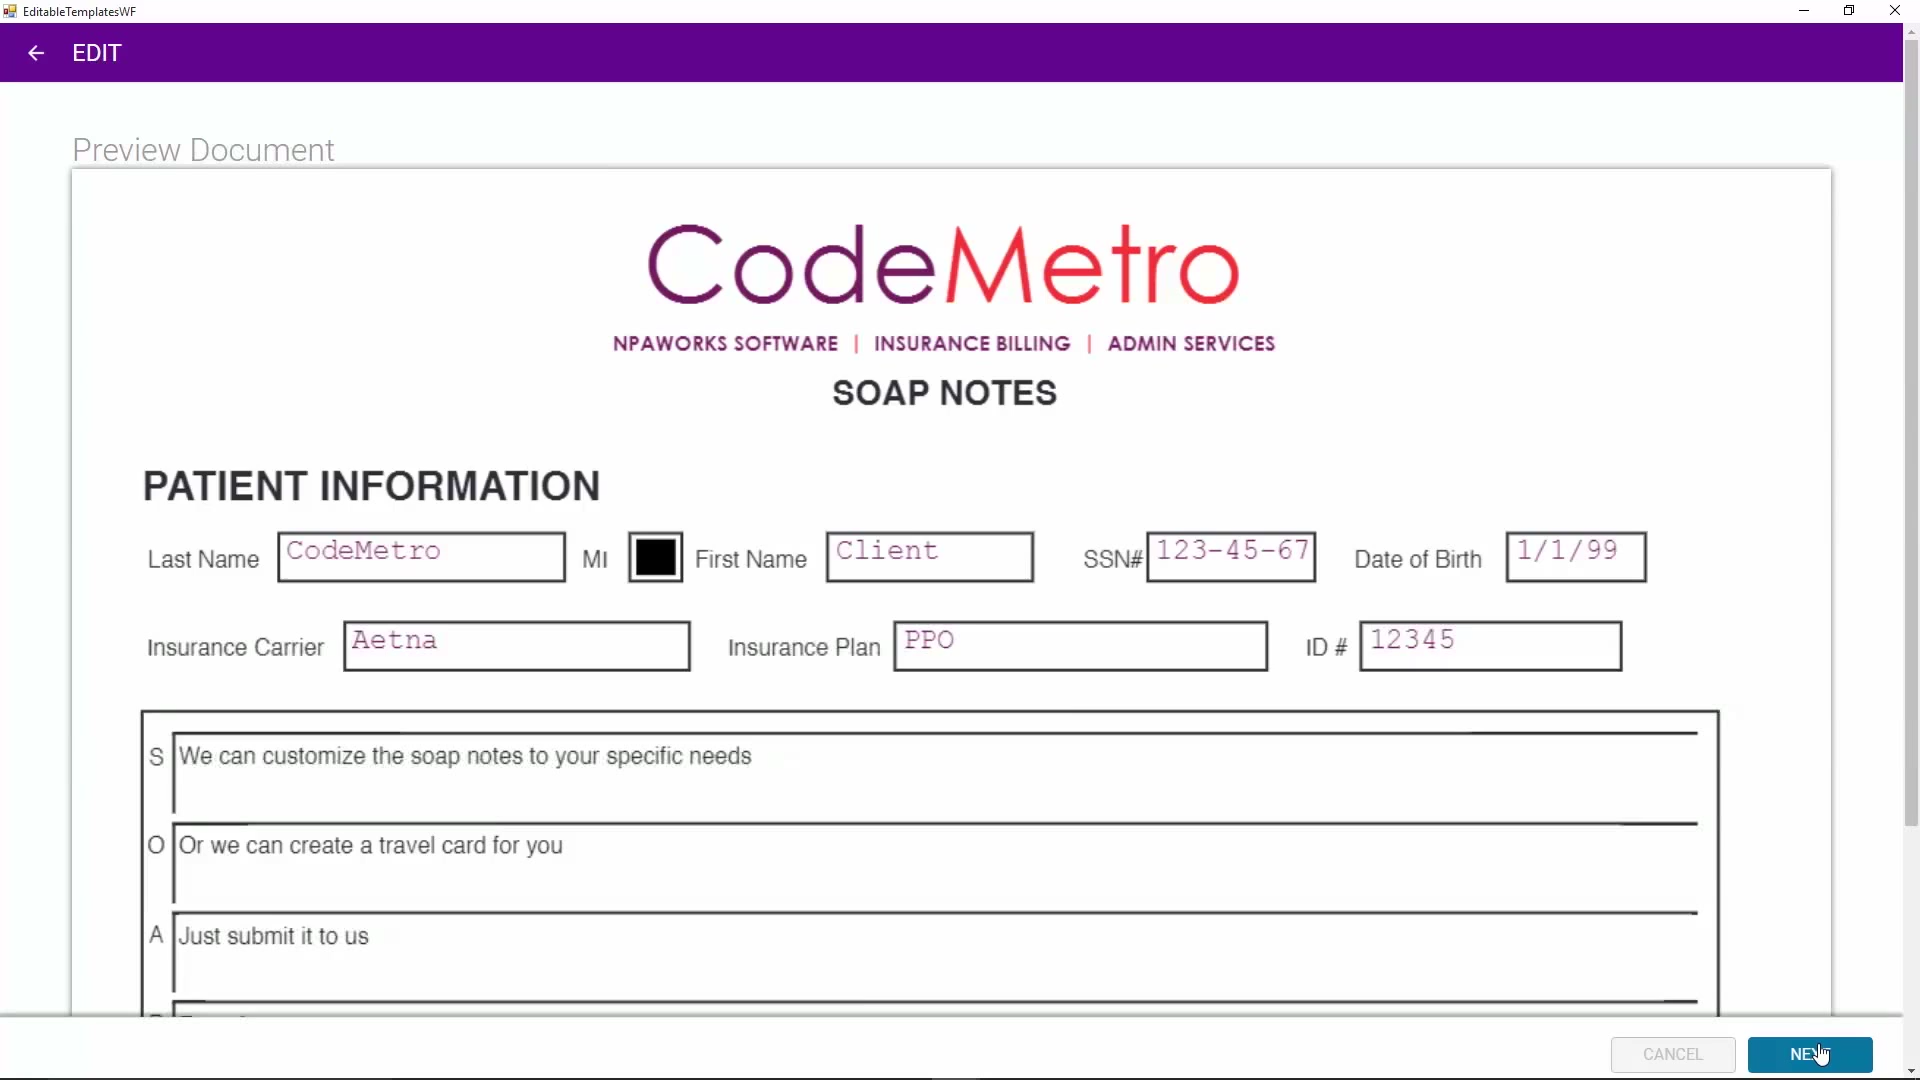 EditableTemplatesWF
EDIT
Preview Document
CodeMetro
NPAWORKS SOFTWARE | INSURANCE BILLING | ADMIN SERVICES
SOAP NOTES
PATIENT INFORMATION
Last Name CodeMetro MI First Name Client SSN# 123-45-67 Date of Birth 1/1/99
Insurance Carrier Aetna Insurance Plan PPO ID # 12345
S We can customize the soap notes to your specific needs
O Or we can create a travel card for you
A Just submit it to us
CANCEL